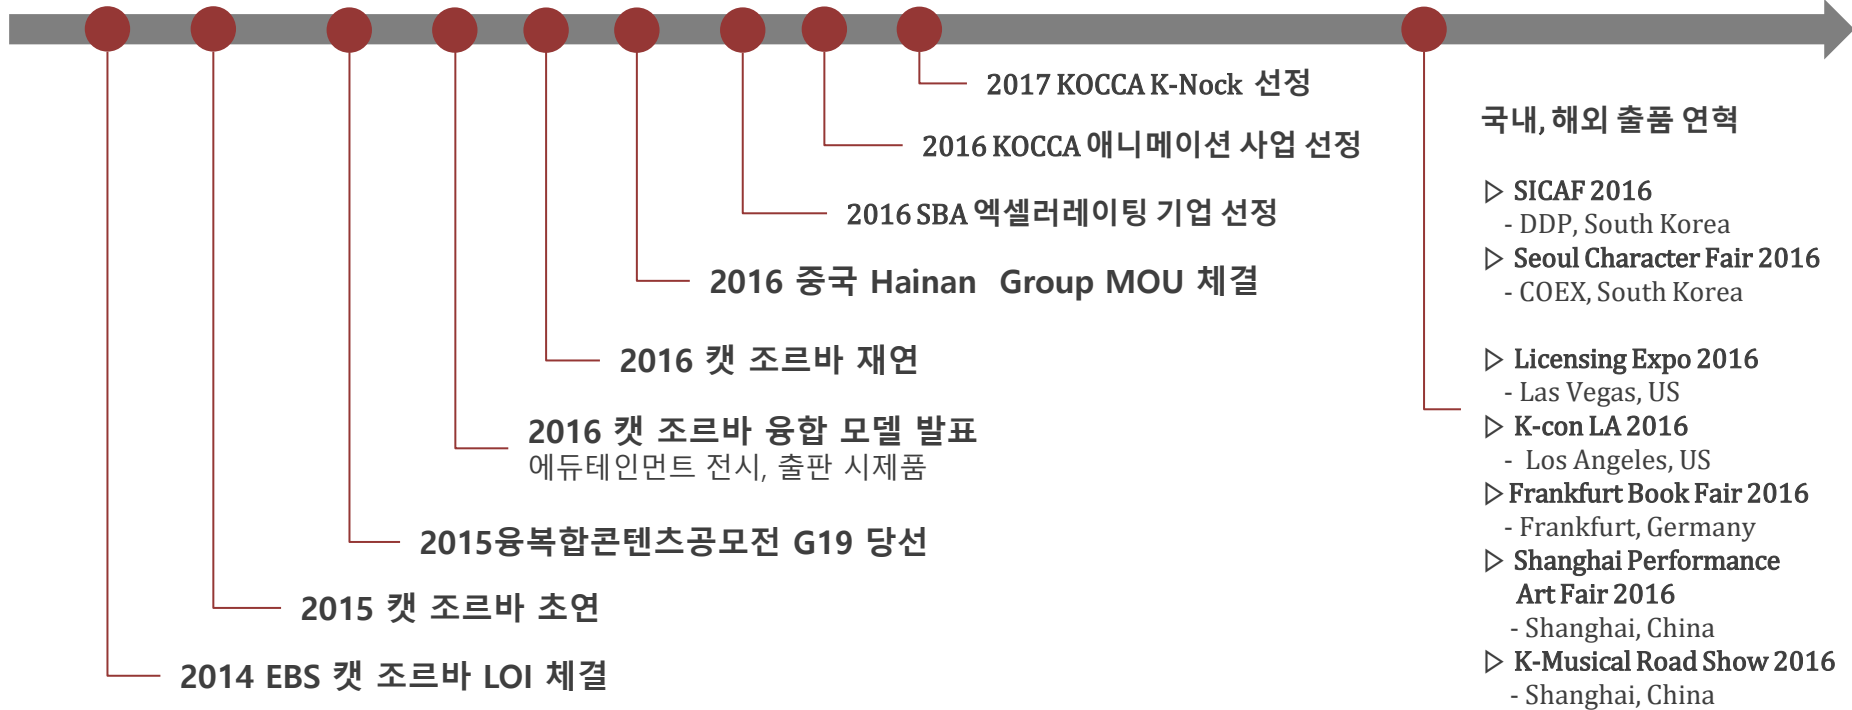 2017 KOCCA K-Nock 선정
2016 KOCCA 애니메이션 사업 선정
2016 SBA 엑셀러레이팅 기업 선정
2016 중국 Hainan Group MOU 체결
2016 캣 조르바 재연
2016 캣 조르바 융합 모델 발표
에듀테인먼트 전시, 출판 시제품
2015융복합콘텐츠공모전 G19 당선
2015 캣 조르바 초연
2014 EBS 캣 조르바 LOI 체결
국내, 해외 출품 연혁
▷ SICAF 2016
- DDP, South Korea
▷ Seoul Character Fair 2016
- COEX, South Korea
▷ Licensing Expo 2016
- Las Vegas, US
▷ K-con LA 2016
- Los Angeles, US
▷ Frankfurt Book Fair 2016
- Frankfurt, Germany
▷ Shanghai Performance
Art Fair 2016
- Shanghai, China
▷ K-Musical Road Show 2016
- Shanghai, China